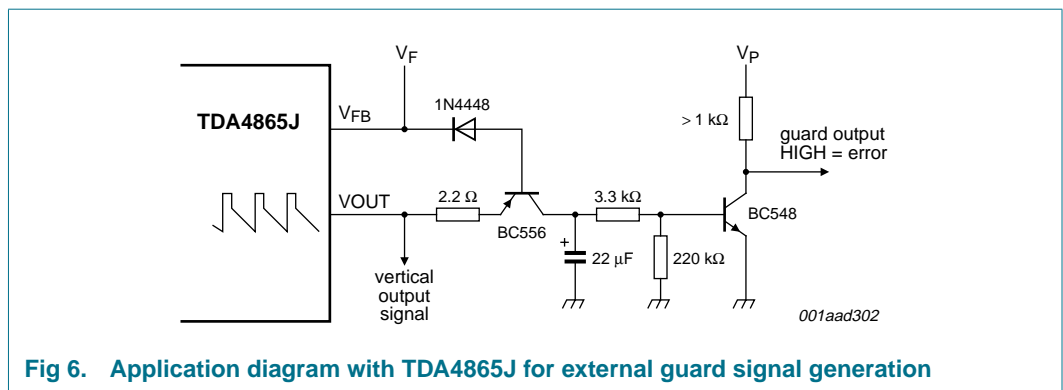 V_F
V_P
TDA4865J
V_FB
1N4448
> 1 kΩ
guard output
HIGH = error
VOUT
2.2 Ω
BC556
3.3 kΩ
BC548
+
22 μF
220 kΩ
vertical
output
signal
001aad302
Fig 6. Application diagram with TDA4865J for external guard signal generation